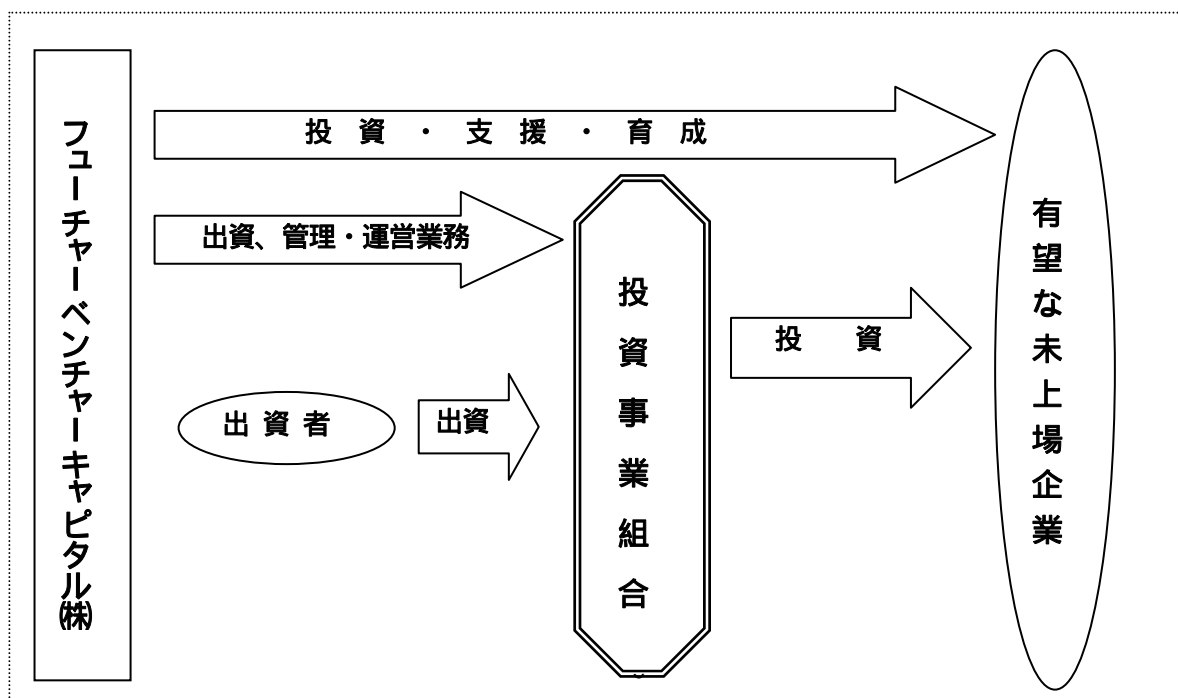 フューチャーベンチャーキャピタル㈱
投資・支援・育成
出資、管理・運営業務
出資者
出資
投資事業組合
投資
有望な未上場企業